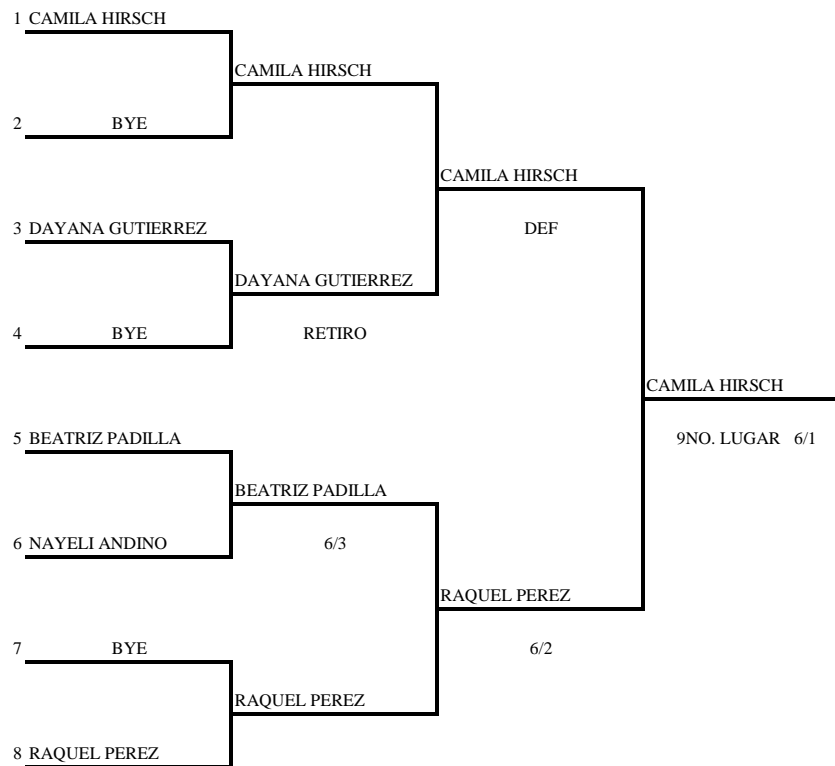 1 CAMILA HIRSCH
CAMILA HIRSCH
2 BYE
CAMILA HIRSCH
3 DAYANA GUTIERREZ DEF
DAYANA GUTIERREZ
4 BYE RETIRO
CAMILA HIRSCH
5 BEATRIZ PADILLA 9NO. LUGAR 6/1
BEATRIZ PADILLA
6 NAYELI ANDINO 6/3
RAQUEL PEREZ
7 BYE 6/2
RAQUEL PEREZ
8 RAQUEL PEREZ